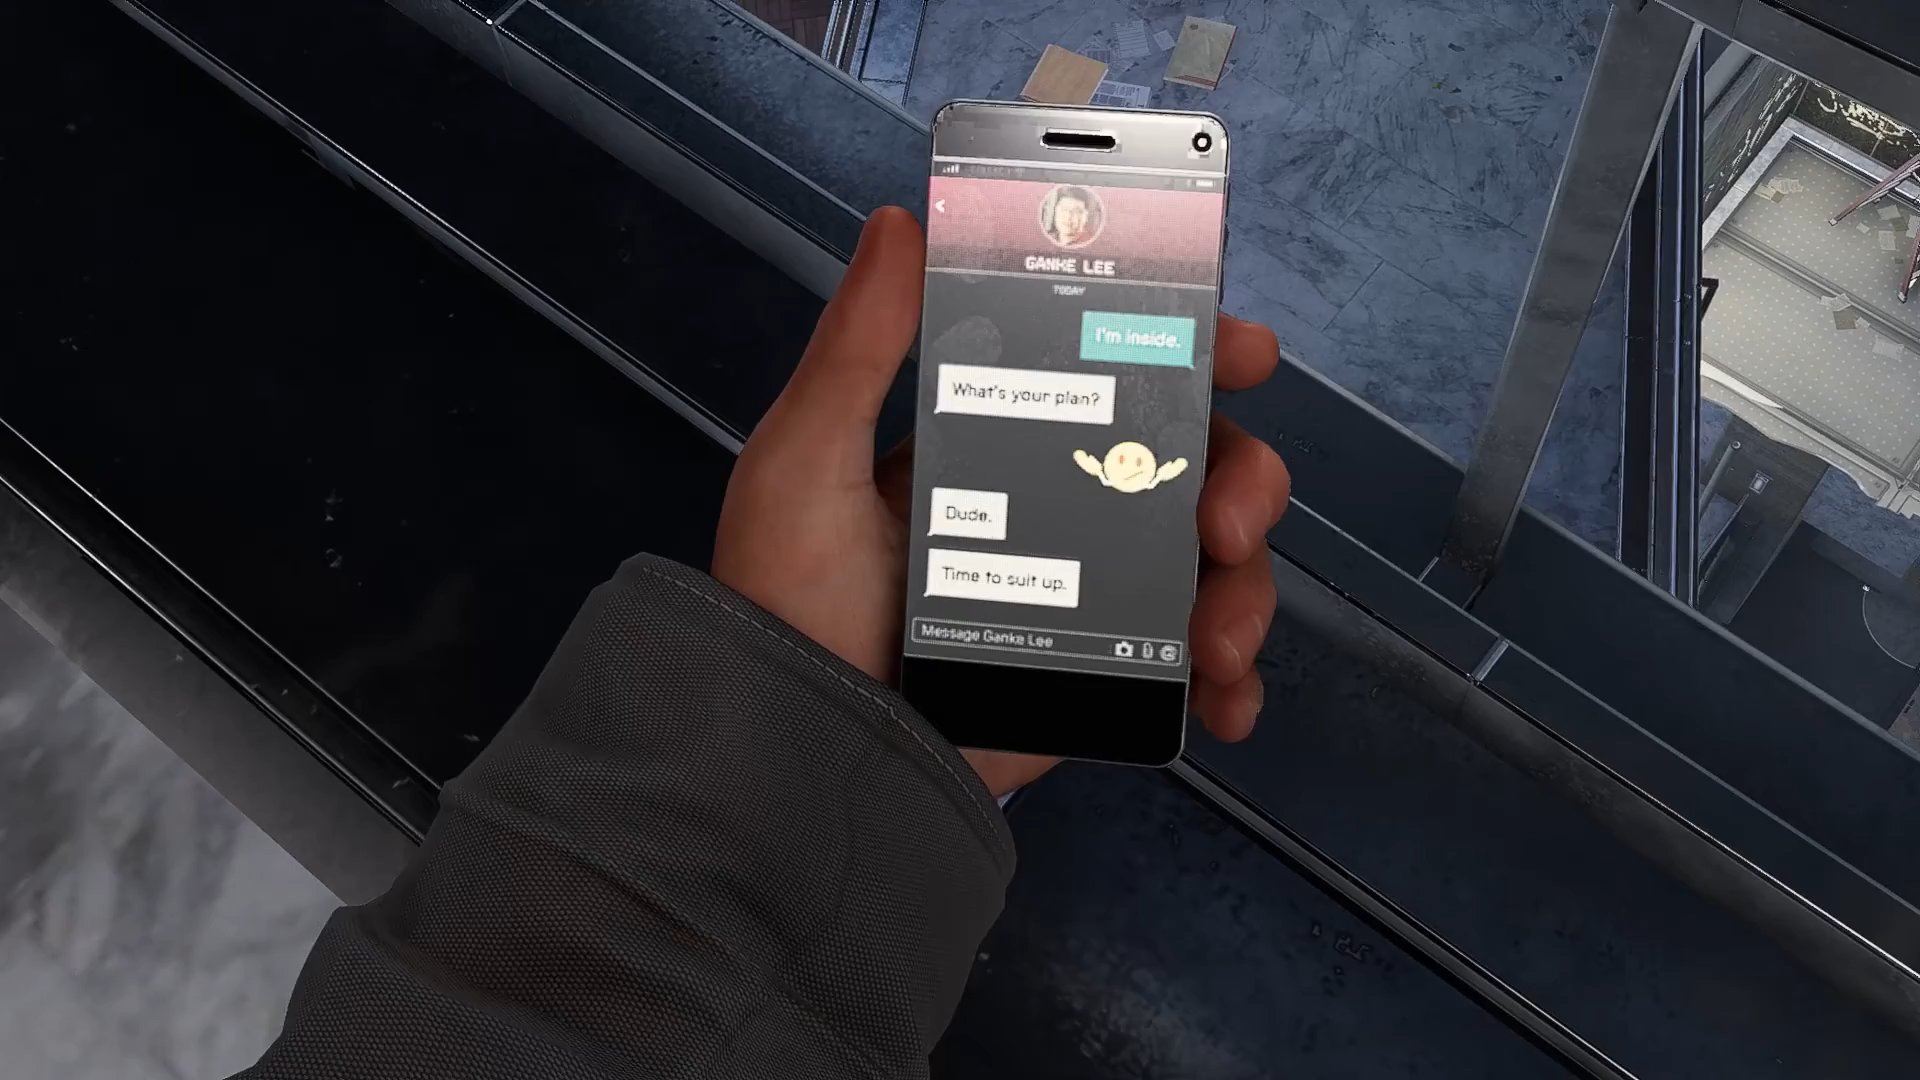 GANKE LEE
TODAY
I'm inside.
What's your plan?
Dude.
Time to suit up.
Message Ganke Lee